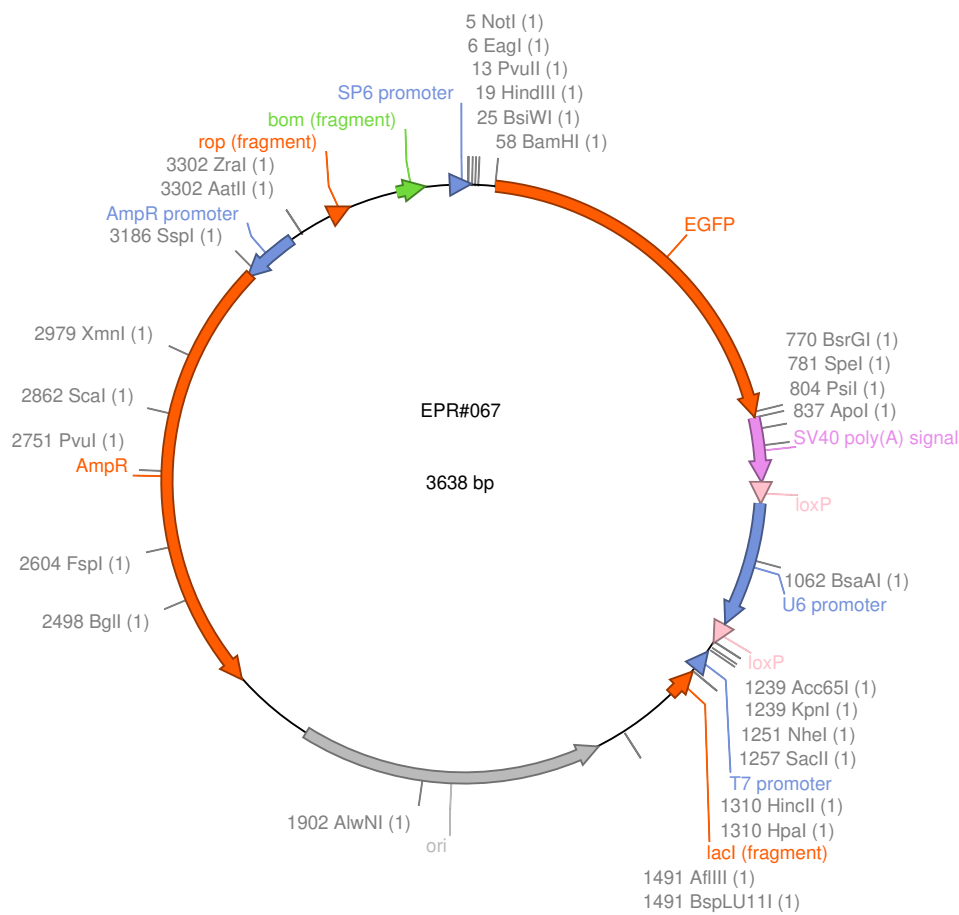 5 NotI (1)
6 EagI (1)
13 PvuII (1)
19 HindIII (1)
25 BsiWI (1)
58 BamHI (1)
SP6 promoter
bom (fragment)
rop (fragment)
3302 ZraI (1)
3302 AatII (1)
AmpR promoter
3186 SspI (1)
EGFP
2979 XmnI (1)
2862 ScaI (1)
2751 PvuI (1)
AmpR
2604 FspI (1)
2498 BglI (1)
EPR#067
3638 bp
770 BsrGI (1)
781 SpeI (1)
804 PsiI (1)
837 ApoI (1)
SV40 poly(A) signal
loxP
1062 BsaAI (1)
U6 promoter
loxP
1239 Acc65I (1)
1239 KpnI (1)
1251 NheI (1)
1257 SacII (1)
T7 promoter
1310 HincII (1)
1310 HpaI (1)
lacI (fragment)
1491 AflIII (1)
1491 BspLU11I (1)
1902 AlwNI (1)
ori